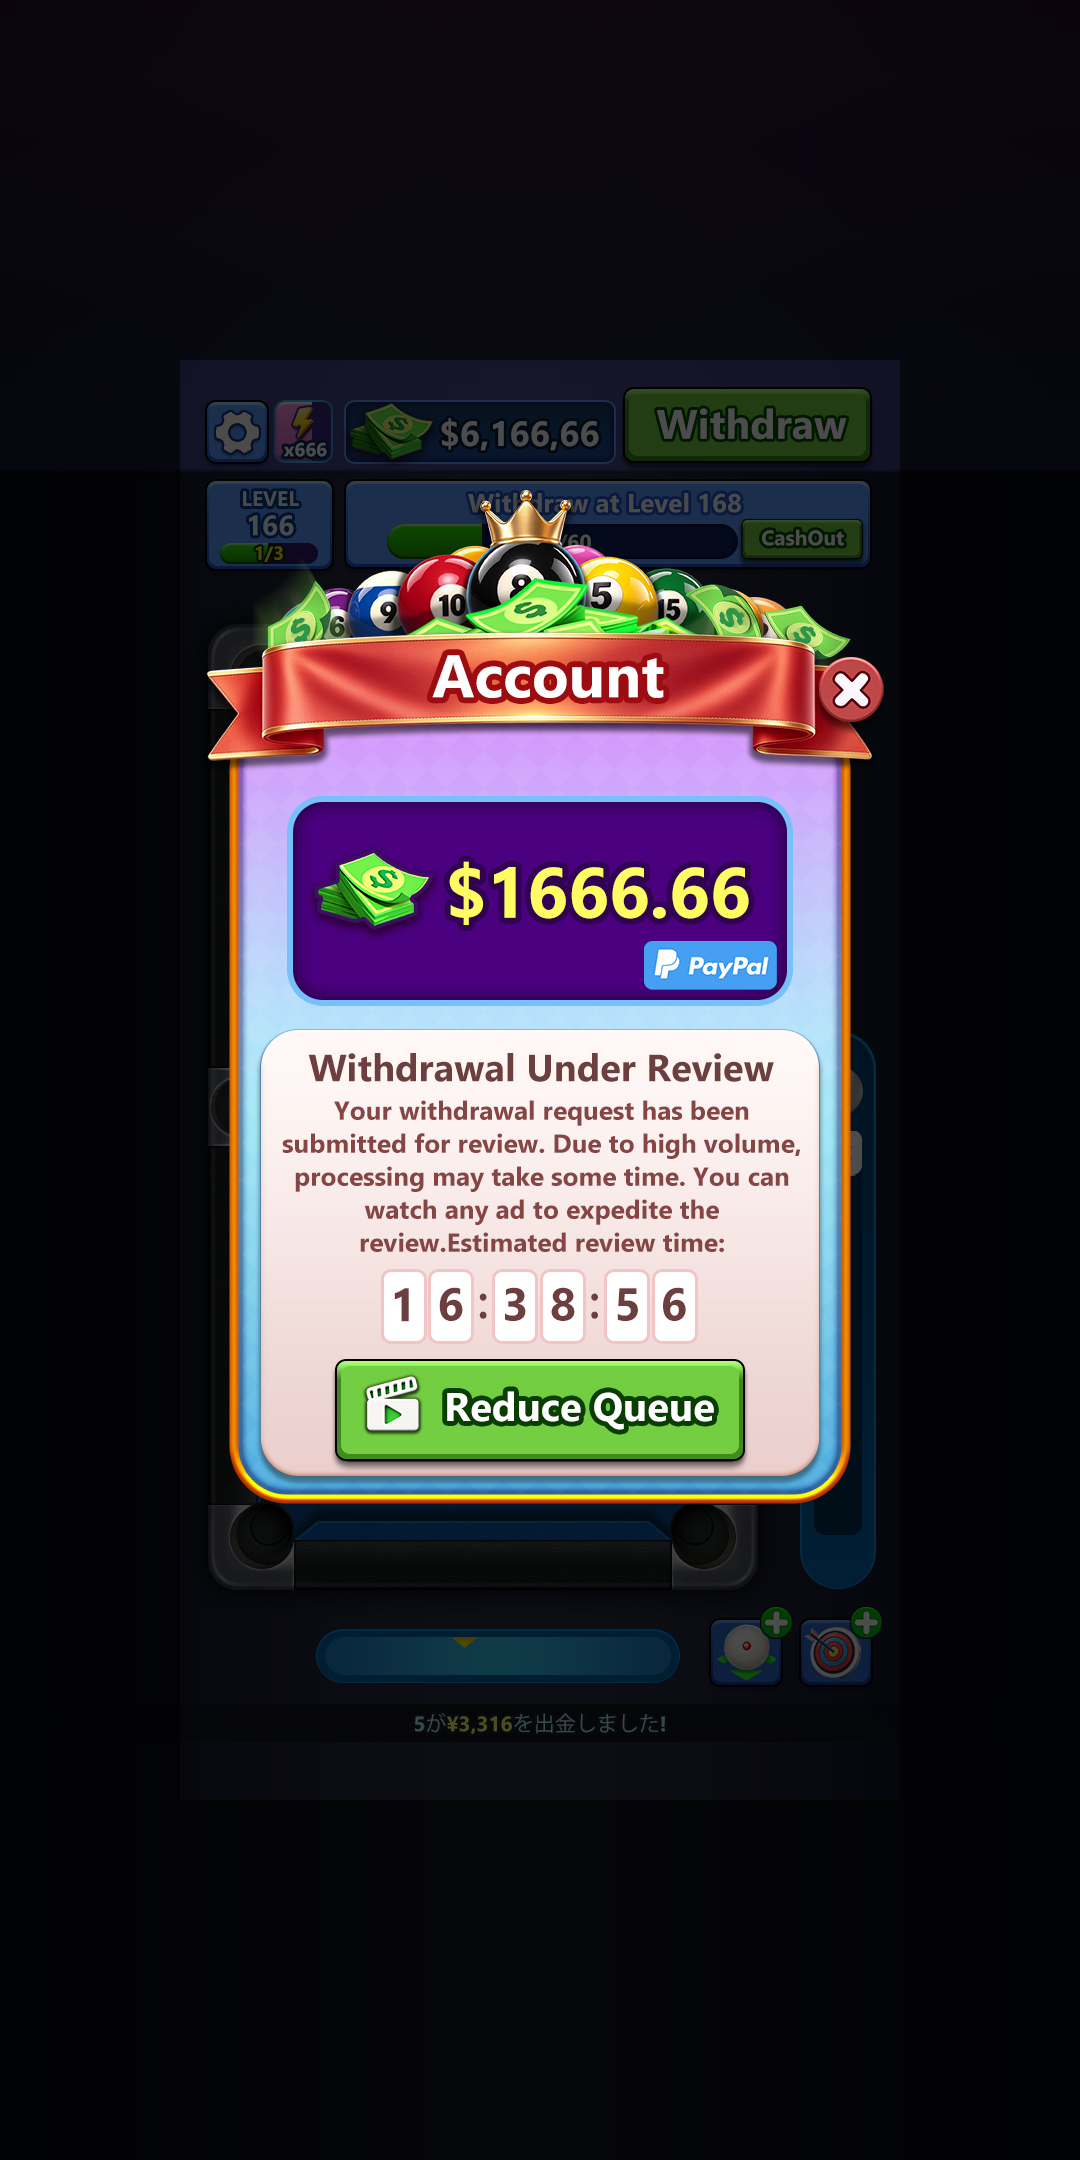 x666
$6,166,66
Withdraw
LEVEL
166
1/3
Withdraw at Level 168
/60
CashOut
6
9
10
8
5
15
Account
$1666.66
PayPal
Withdrawal Under Review
Your withdrawal request has been
submitted for review. Due to high volume,
processing may take some time. You can
watch any ad to expedite the
review.Estimated review time:
16:38:56
Reduce Queue
5が¥3,316を出金しました!